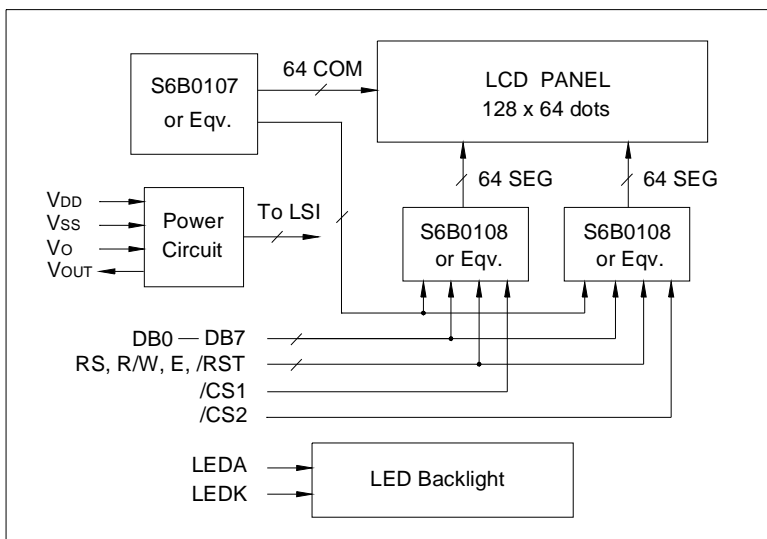 S6B0107
or Eqv.
64 COM
LCD PANEL
128 x 64 dots
64 SEG
64 SEG
VDD
VSS
VO
VOUT
Power
Circuit
To LSI
S6B0108
or Eqv.
S6B0108
or Eqv.
DB0 — DB7
RS, R/W, E, /RST
/CS1
/CS2
LEDA
LEDK
LED Backlight